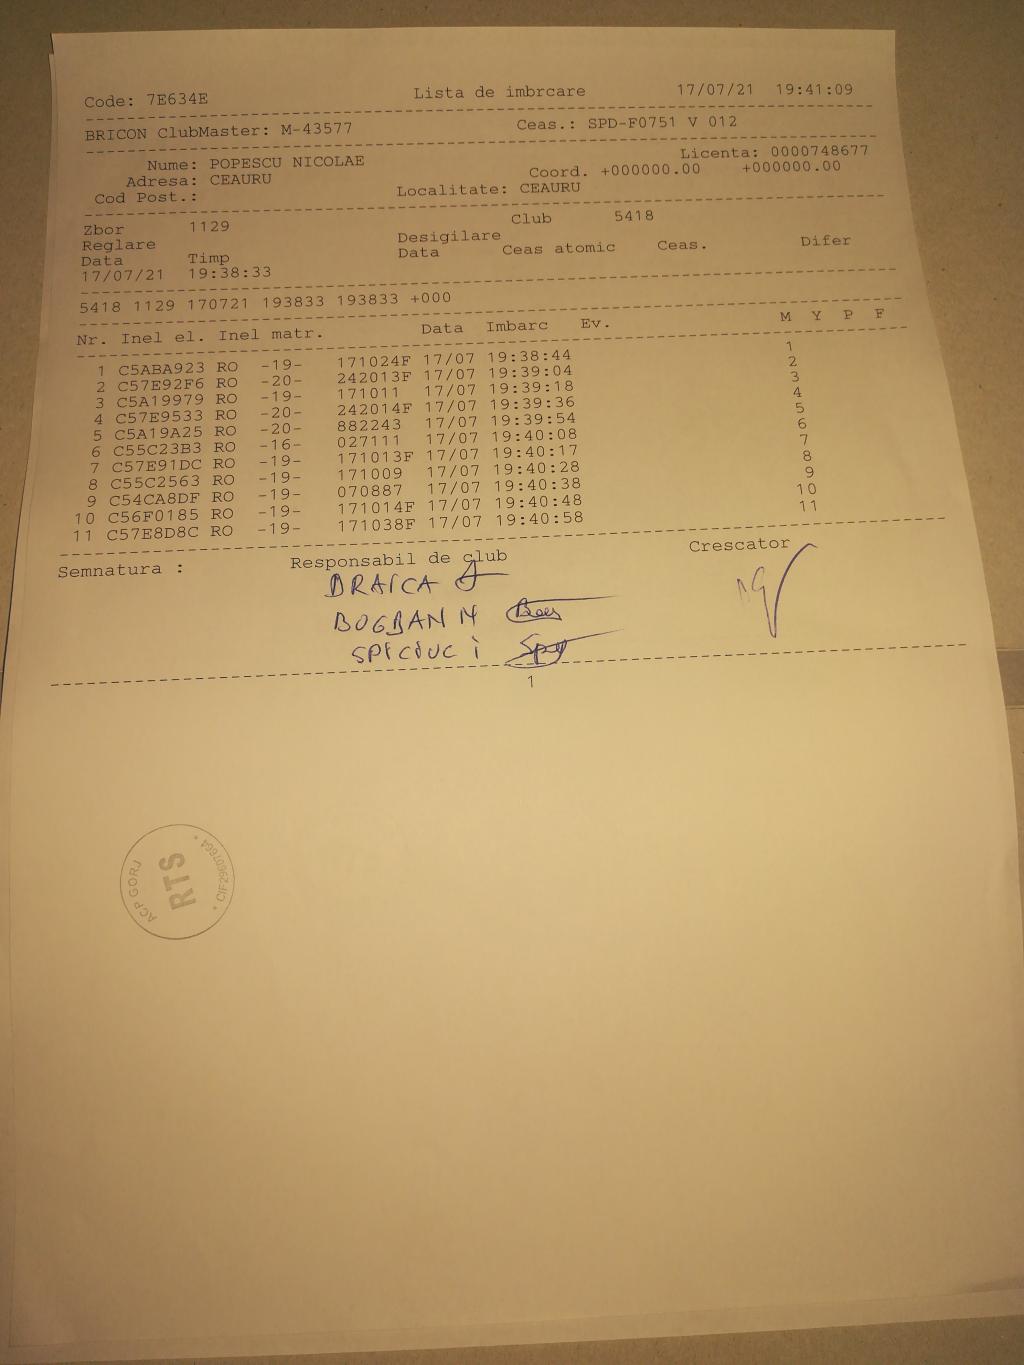 Code: 7E634E Lista de imbrcare 17/07/21 19:41:09
BRICON ClubMaster: M-43577 Ceas.: SPD-F0751 V 012
Nume: POPESCU NICOLAE Licenta: 0000748677
Adresa: CEAURU Coord. +000000.00 +000000.00
Cod Post.: Localitate: CEAURU
Zbor 1129 Club 5418
Reglare Desigilare
Data Timp Data Ceas atomic Ceas. Difer
17/07/21 19:38:33
5418 1129 170721 193833 193833 +000
Nr. Inel el. Inel matr. Data Imbarc Ev. M Y P F
1 C5ABA923 RO -19- 171024F 17/07 19:38:44 1
2 C57E92F6 RO -20- 242013F 17/07 19:39:04 2
3 C5A19979 RO -19- 171011 17/07 19:39:18 3
4 C57E9533 RO -20- 242014F 17/07 19:39:36 4
5 C5A19A25 RO -20- 882243 17/07 19:39:54 5
6 C55C23B3 RO -16- 027111 17/07 19:40:08 6
7 C57E91DC RO -19- 171013F 17/07 19:40:17 7
8 C55C2563 RO -19- 171009 17/07 19:40:28 8
9 C54CA8DF RO -19- 070887 17/07 19:40:38 9
10 C56F0185 RO -19- 171014F 17/07 19:40:48 10
11 C57E8D8C RO -19- 171038F 17/07 19:40:58 11
Semnatura : Responsabil de club Crescator
BRAICA
BOGDAN N
SPICIUC i
1
ACP GORJ
RTS